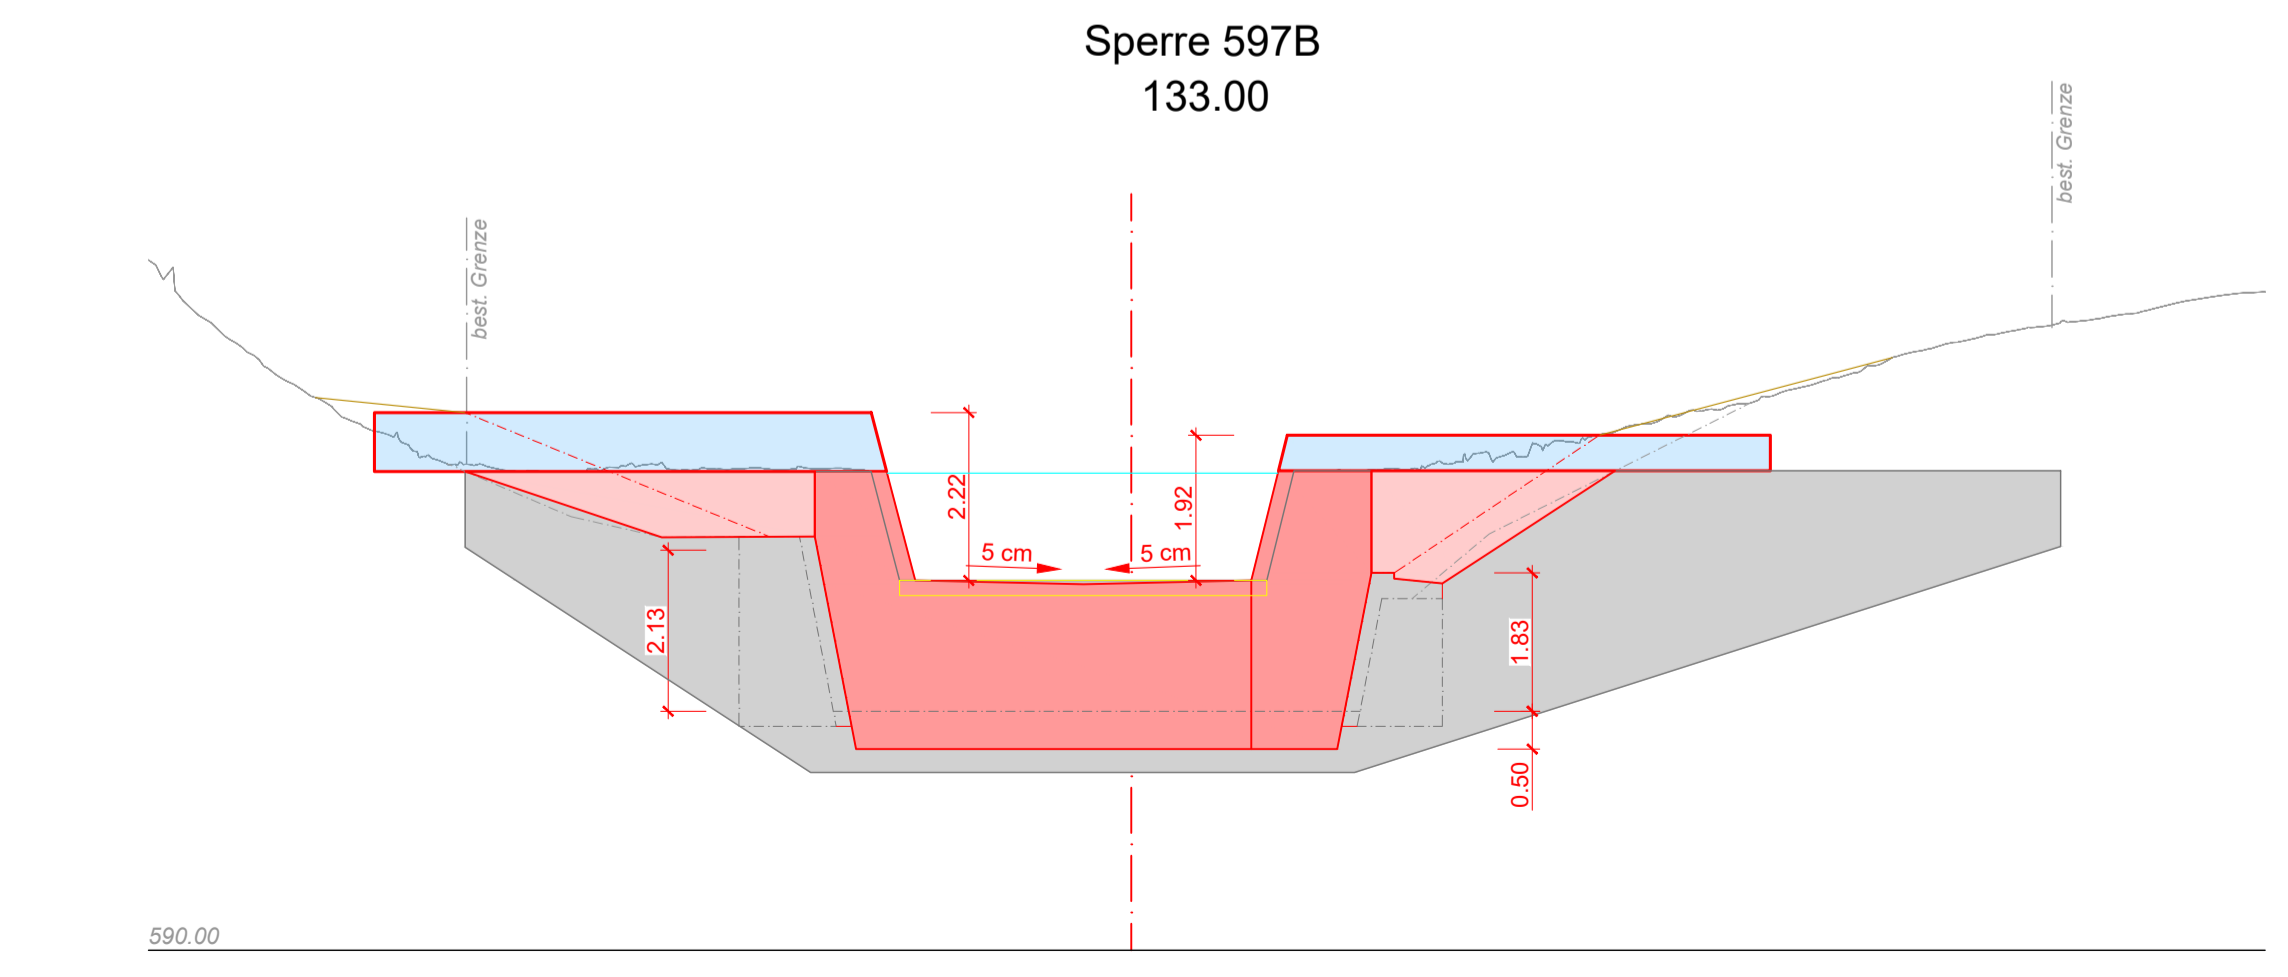 Sperre 597B
133.00
best. Grenze
best. Grenze
2.22
1.92
5 cm
5 cm
2.13
1.83
0.50
590.00